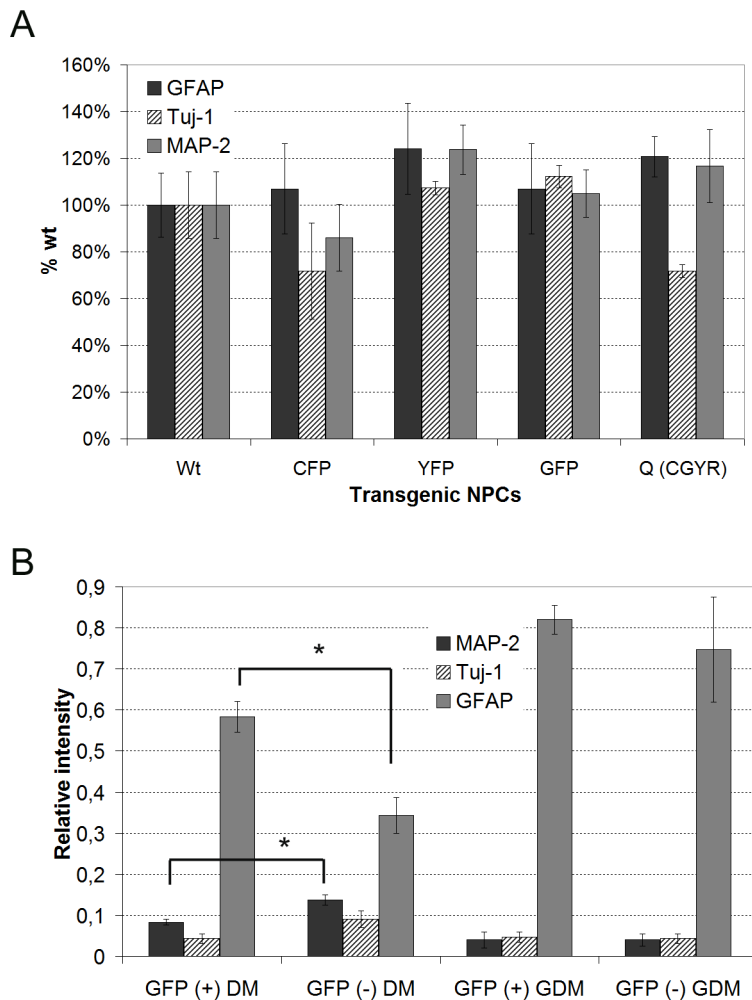 A
160%
140%
120%
100%
80%
60%
40%
20%
0%
% wt
GFAP
Tuj-1
MAP-2
Wt CFP YFP GFP Q (CGYR)
Transgenic NPCs
B
0,9
0,8
0,7
0,6
0,5
0,4
0,3
0,2
0,1
0
Relative intensity
MAP-2
Tuj-1
GFAP
*
*
GFP (+) DM GFP (-) DM GFP (+) GDM GFP (-) GDM